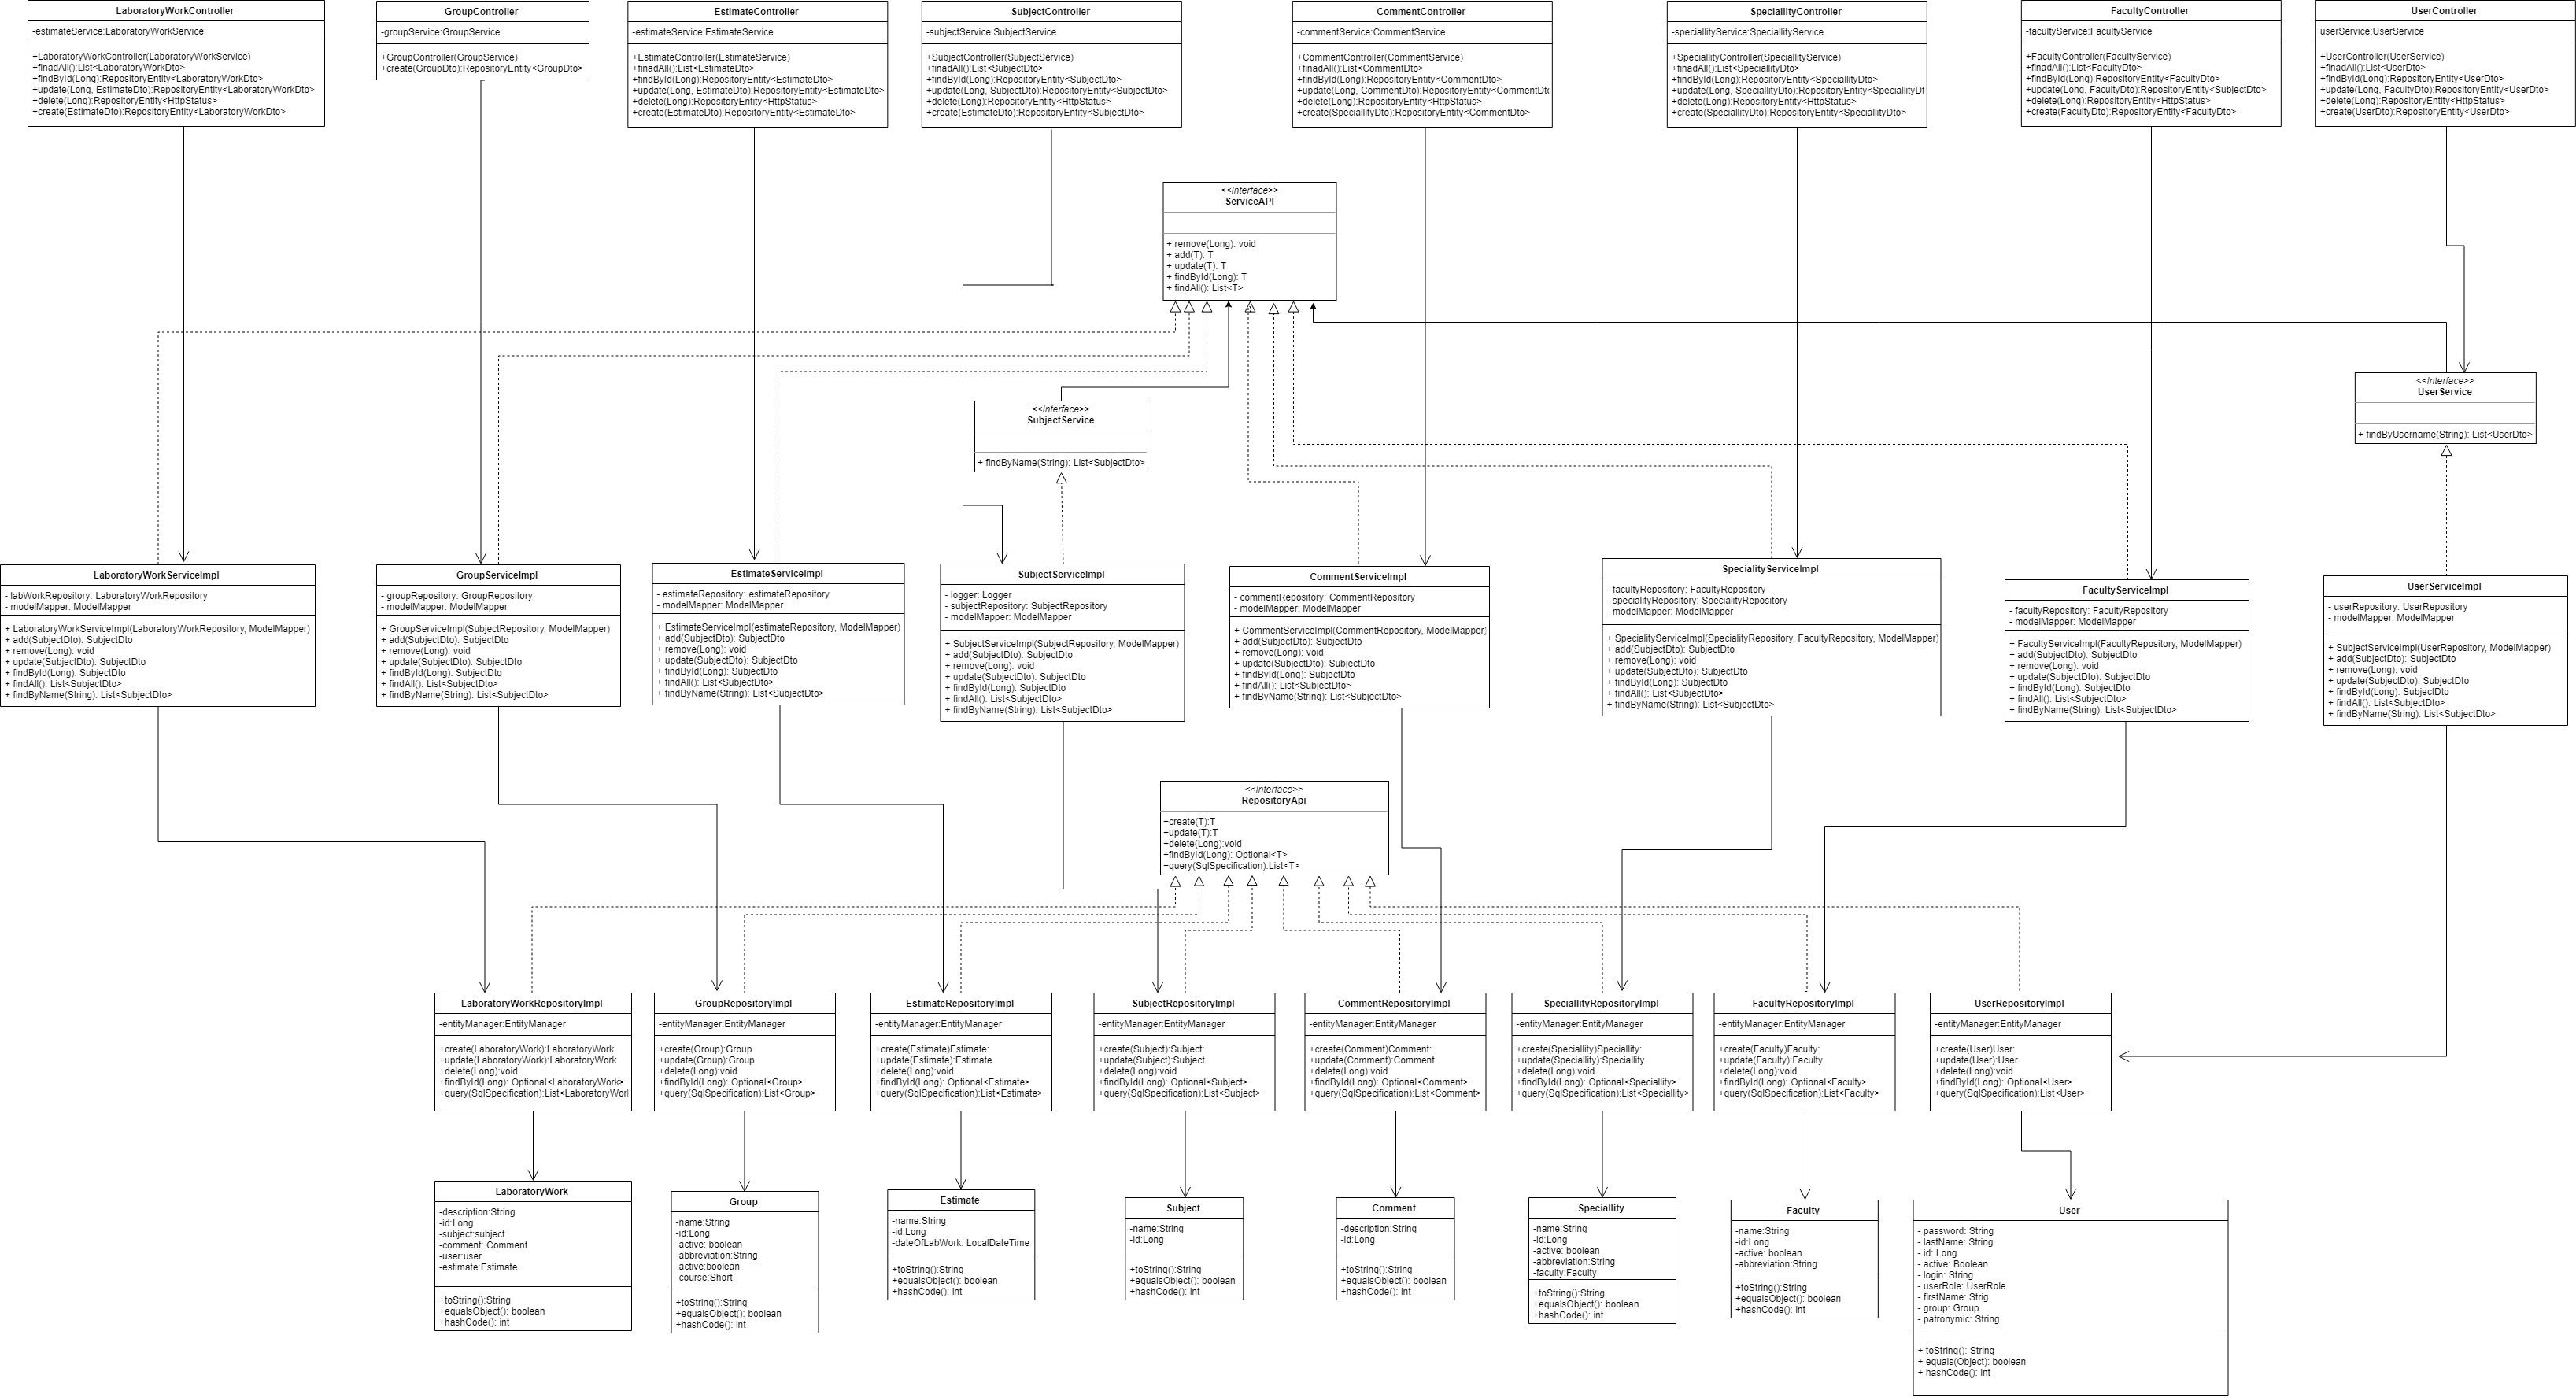 LaboratoryWorkController
-estimateService:LaboratoryWorkService
+LaboratoryWorkController(LaboratoryWorkService)
+finadAll():List<LaboratoryWorkDto>
+findById(Long):RepositoryEntity<LaboratoryWorkDto>
+update(Long, EstimateDto):RepositoryEntity<LaboratoryWorkDto>
+delete(Long):RepositoryEntity<HttpStatus>
+create(EstimateDto):RepositoryEntity<LaboratoryWorkDto>
GroupController
-groupService:GroupService
+GroupController(GroupService)
+create(GroupDto):RepositoryEntity<GroupDto>
EstimateController
-estimateService:EstimateService
+EstimateController(EstimateService)
+finadAll():List<EstimateDto>
+findById(Long):RepositoryEntity<EstimateDto>
+update(Long, EstimateDto):RepositoryEntity<EstimateDto>
+delete(Long):RepositoryEntity<HttpStatus>
+create(EstimateDto):RepositoryEntity<EstimateDto>
SubjectController
-subjectService:SubjectService
+SubjectController(SubjectService)
+finadAll():List<SubjectDto>
+findById(Long):RepositoryEntity<SubjectDto>
+update(Long, SubjectDto):RepositoryEntity<SubjectDto>
+delete(Long):RepositoryEntity<HttpStatus>
+create(EstimateDto):RepositoryEntity<SubjectDto>
CommentController
-commentService:CommentService
+CommentController(CommentService)
+finadAll():List<CommentDto>
+findById(Long):RepositoryEntity<CommentDto>
+update(Long, CommentDto):RepositoryEntity<CommentDt
+delete(Long):RepositoryEntity<HttpStatus>
+create(SpeciallityDto):RepositoryEntity<CommentDto>
SpeciallityController
-speciallityService:SpeciallityService
+SpeciallityController(SpeciallityService)
+finadAll():List<SpeciallityDto>
+findById(Long):RepositoryEntity<SpeciallityDto>
+update(Long, SpeciallityDto):RepositoryEntity<SpeciallityDt
+delete(Long):RepositoryEntity<HttpStatus>
+create(SpeciallityDto):RepositoryEntity<SpeciallityDto>
FacultyController
-facultyService:FacultyService
+FacultyController(FacultyService)
+finadAll():List<FacultyDto>
+findById(Long):RepositoryEntity<FacultyDto>
+update(Long, FacultyDto):RepositoryEntity<SubjectDto>
+delete(Long):RepositoryEntity<HttpStatus>
+create(FacultyDto):RepositoryEntity<FacultyDto>
UserController
userService:UserService
+UserController(UserService)
+finadAll():List<UserDto>
+findById(Long):RepositoryEntity<UserDto>
+update(Long, FacultyDto):RepositoryEntity<UserDto>
+delete(Long):RepositoryEntity<HttpStatus>
+create(UserDto):RepositoryEntity<UserDto>
<<Interface>>
ServiceAPI
+ remove(Long): void
+ add(T): T
+ update(T): T
+ findById(Long): T
+ findAll(): List<T>
<<Interface>>
SubjectService
+ findByName(String): List<SubjectDto>
<<Interface>>
UserService
+ findByUsername(String): List<UserDto>
LaboratoryWorkServiceImpl
- labWorkRepository: LaboratoryWorkRepository
- modelMapper: ModelMapper
+ LaboratoryWorkServiceImpl(LaboratoryWorkRepository, ModelMapper)
+ add(SubjectDto): SubjectDto
+ remove(Long): void
+ update(SubjectDto): SubjectDto
+ findById(Long): SubjectDto
+ findAll(): List<SubjectDto>
+ findByName(String): List<SubjectDto>
GroupServiceImpl
- groupRepository: GroupRepository
- modelMapper: ModelMapper
+ GroupServiceImpl(SubjectRepository, ModelMapper)
+ add(SubjectDto): SubjectDto
+ remove(Long): void
+ update(SubjectDto): SubjectDto
+ findById(Long): SubjectDto
+ findAll(): List<SubjectDto>
+ findByName(String): List<SubjectDto>
EstimateServiceImpl
- estimateRepository: estimateRepository
- modelMapper: ModelMapper
+ EstimateServiceImpl(estimateRepository, ModelMapper)
+ add(SubjectDto): SubjectDto
+ remove(Long): void
+ update(SubjectDto): SubjectDto
+ findById(Long): SubjectDto
+ findAll(): List<SubjectDto>
+ findByName(String): List<SubjectDto>
SubjectServiceImpl
- logger: Logger
- subjectRepository: SubjectRepository
- modelMapper: ModelMapper
+ SubjectServiceImpl(SubjectRepository, ModelMapper)
+ add(SubjectDto): SubjectDto
+ remove(Long): void
+ update(SubjectDto): SubjectDto
+ findById(Long): SubjectDto
+ findAll(): List<SubjectDto>
+ findByName(String): List<SubjectDto>
CommentServiceImpl
- commentRepository: CommentRepository
- modelMapper: ModelMapper
+ CommentServiceImpl(CommentRepository, ModelMapper)
+ add(SubjectDto): SubjectDto
+ remove(Long): void
+ update(SubjectDto): SubjectDto
+ findById(Long): SubjectDto
+ findAll(): List<SubjectDto>
+ findByName(String): List<SubjectDto>
SpecialityServiceImpl
- facultyRepository: FacultyRepository
- specialityRepository: SpecialityRepository
- modelMapper: ModelMapper
+ SpecialityServiceImpl(SpecialityRepository, FacultyRepository, ModelMapper)
+ add(SubjectDto): SubjectDto
+ remove(Long): void
+ update(SubjectDto): SubjectDto
+ findById(Long): SubjectDto
+ findAll(): List<SubjectDto>
+ findByName(String): List<SubjectDto>
FacultyServiceImpl
- facultyRepository: FacultyRepository
- modelMapper: ModelMapper
+ FacultyServiceImpl(FacultyRepository, ModelMapper)
+ add(SubjectDto): SubjectDto
+ remove(Long): void
+ update(SubjectDto): SubjectDto
+ findById(Long): SubjectDto
+ findAll(): List<SubjectDto>
+ findByName(String): List<SubjectDto>
UserServiceImpl
- userRepository: UserRepository
- modelMapper: ModelMapper
+ SubjectServiceImpl(UserRepository, ModelMapper)
+ add(SubjectDto): SubjectDto
+ remove(Long): void
+ update(SubjectDto): SubjectDto
+ findById(Long): SubjectDto
+ findAll(): List<SubjectDto>
+ findByName(String): List<SubjectDto>
<<Interface>>
RepositoryApi
+create(T):T
+update(T):T
+delete(Long):void
+findById(Long): Optional<T>
+query(SqlSpecification):List<T>
LaboratoryWorkRepositoryImpl
-entityManager:EntityManager
+create(LaboratoryWork):LaboratoryWork
+update(LaboratoryWork):LaboratoryWork
+delete(Long):void
+findById(Long): Optional<LaboratoryWork>
+query(SqlSpecification):List<LaboratoryWor
GroupRepositoryImpl
-entityManager:EntityManager
+create(Group):Group
+update(Group):Group
+delete(Long):void
+findById(Long): Optional<Group>
+query(SqlSpecification):List<Group>
EstimateRepositoryImpl
-entityManager:EntityManager
+create(Estimate)Estimate:
+update(Estimate):Estimate
+delete(Long):void
+findById(Long): Optional<Estimate>
+query(SqlSpecification):List<Estimate>
SubjectRepositoryImpl
-entityManager:EntityManager
+create(Subject):Subject:
+update(Subject):Subject
+delete(Long):void
+findById(Long): Optional<Subject>
+query(SqlSpecification):List<Subject>
CommentRepositoryImpl
-entityManager:EntityManager
+create(Comment)Comment:
+update(Comment):Comment
+delete(Long):void
+findById(Long): Optional<Comment>
+query(SqlSpecification):List<Comment>
SpeciallityRepositoryImpl
-entityManager:EntityManager
+create(Speciallity)Speciallity:
+update(Speciallity):Speciallity
+delete(Long):void
+findById(Long): Optional<Speciallity>
+query(SqlSpecification):List<Speciallity>
FacultyRepositoryImpl
-entityManager:EntityManager
+create(Faculty)Faculty:
+update(Faculty):Faculty
+delete(Long):void
+findById(Long): Optional<Faculty>
+query(SqlSpecification):List<Faculty>
UserRepositoryImpl
-entityManager:EntityManager
+create(User)User:
+update(User):User
+delete(Long):void
+findById(Long): Optional<User>
+query(SqlSpecification):List<User>
LaboratoryWork
-description:String
-id:Long
-subject:subject
-comment: Comment
-user:user
-estimate:Estimate
+toString():String
+equalsObject(): boolean
+hashCode(): int
Group
-name:String
-id:Long
-active: boolean
-abbreviation:String
-active:boolean
-course:Short
+toString():String
+equalsObject(): boolean
+hashCode(): int
Estimate
-name:String
-id:Long
-dateOfLabWork: LocalDateTime
+toString():String
+equalsObject(): boolean
+hashCode(): int
Subject
-name:String
-id:Long
+toString():String
+equalsObject(): boolean
+hashCode(): int
Comment
-description:String
-id:Long
+toString():String
+equalsObject(): boolean
+hashCode(): int
Speciallity
-name:String
-id:Long
-active: boolean
-abbreviation:String
-faculty:Faculty
+toString():String
+equalsObject(): boolean
+hashCode(): int
Faculty
-name:String
-id:Long
-active: boolean
-abbreviation:String
+toString():String
+equalsObject(): boolean
+hashCode(): int
User
- password: String
- lastName: String
- id: Long
- active: Boolean
- login: String
- userRole: UserRole
- firstName: Strig
- group: Group
- patronymic: String
+ toString(): String
+ equals(Object): boolean
+ hashCode(): int